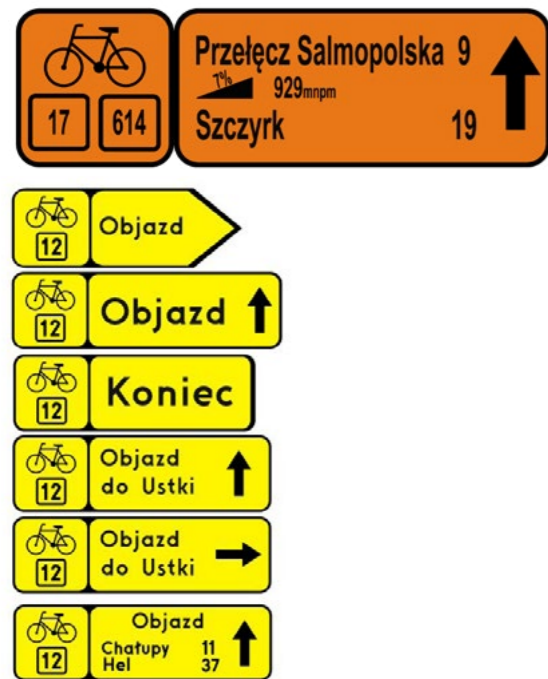 Przełęcz Salmopolska 9
7% 929mnpm
17 614 Szczyrk 19
12 Objazd
12 Objazd
12 Koniec
Objazd
12 do Ustki
Objazd
12 do Ustki
Objazd
Chałupy 11
12 Hel 37